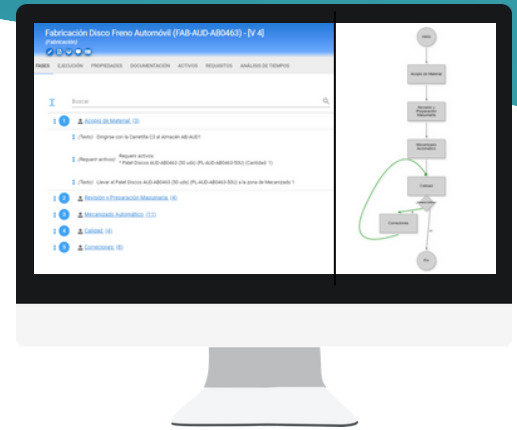 Fabricación Disco Freno Automóvil (FAB-AUD-AB0463) - [V 4]
(Fabricación)
FASES EJECUCIÓN PROPIEDADES DOCUMENTACIÓN ACTIVOS REQUISITOS ANÁLISIS DE TIEMPOS
Buscar
1 Acopio de Material (3)
(Texto) Dirigirse con la Carretilla C3 al Almacén AB-AUD1
(Requerir activos) Requerir activos:
* Palet Discos AUD-AB0463 (50 uds) (PL-AUD-AB0463-50U) (Cantidad: 1)
(Texto) Llevar el Palet Discos AUD-AB0463 (50 uds) (PL-AUD-AB0463-50U) a la zona de Mecanizado 1
2 Revisión y Preparación Maquinaria (4)
3 Mecanizado Automático (11)
4 Calidad (4)
5 Correcciones (6)
Inicio
Acopio de Material
Revisión y
Preparación
Maquinaria
Mecanizado
Automático
Calidad
Correcciones
Fin